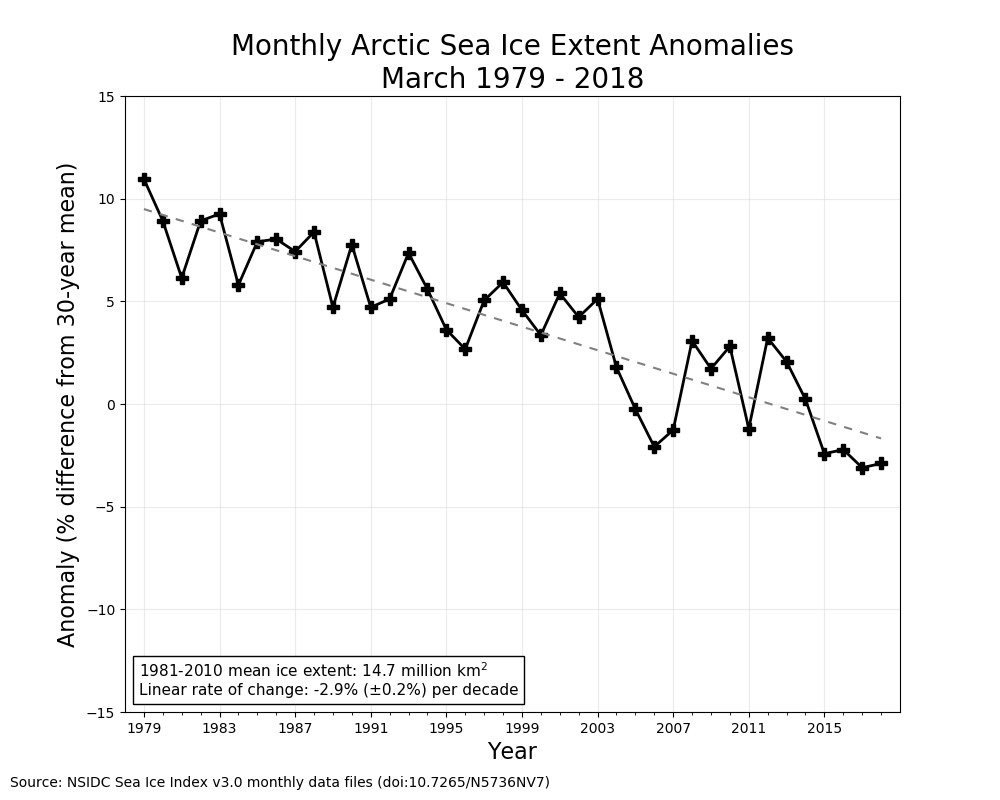 Monthly Arctic Sea Ice Extent Anomalies
March 1979 - 2018
Anomaly (% difference from 30-year mean)
15
10
5
0
−5
−10
−15
1981-2010 mean ice extent: 14.7 million km²
Linear rate of change: -2.9% (±0.2%) per decade
1979 1983 1987 1991 1995 1999 2003 2007 2011 2015
Year
Source: NSIDC Sea Ice Index v3.0 monthly data files (doi:10.7265/N5736NV7)